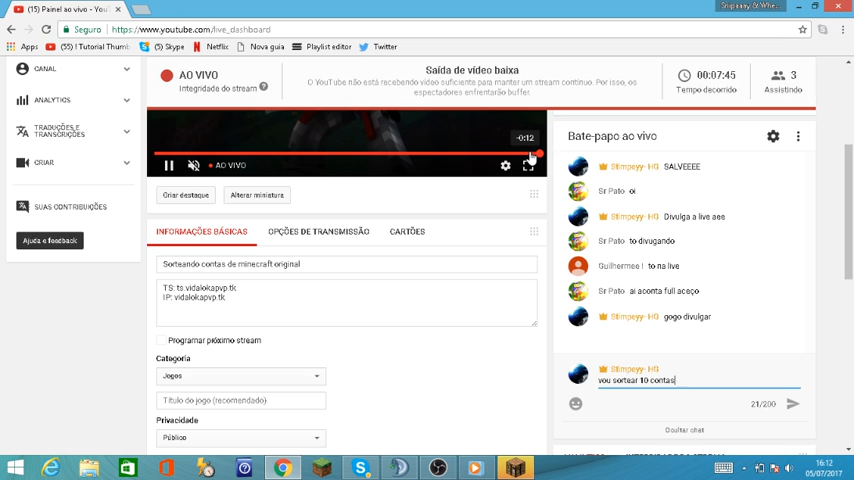 Snipaayy & Whe...
(10) Painel ao vivo - You
Seguro https://www.youtube.com/live_dashboard
Apps (55) ! Tutorial Thumb (5) Skype Netflix Nova guia Playlist editor Twitter
CANAL
ANALYTICS
TRADUÇÕES E TRANSCRIÇÕES
CRIAR
SUAS CONTRIBUIÇÕES
Ajuda e feedback
AO VIVO
Integridade do stream ?
Saída de vídeo baixa
O YouTube não está recebendo vídeo suficiente para manter um stream contínuo. Por isso, os
espectadores enfrentarão buffer.
00:07:45
Tempo decorrido
3
Assistindo
-0:12
AO VIVO
Criar destaque Alterar miniatura
INFORMAÇÕES BÁSICAS OPÇÕES DE TRANSMISSÃO CARTÕES
Sorteando contas de minecraft original
TS: ts.vidalokapvp.tk
IP: vidalokapvp.tk
Programar próximo stream
Categoria
Jogos
Título do jogo (recomendado)
Privacidade
Público
Bate-papo ao vivo
Stimpeyy- HG SALVEEEE
Sr Pato oi
Stimpeyy- HG Divulga a live aee
Sr Pato to divugando
Guilhermee ! to na live
Sr Pato ai aconta full aceço
Stimpeyy- HG gogo divulgar
Stimpeyy- HG
vou sortear 10 contas
21/200
Ocultar chat
16:12
05/07/2017